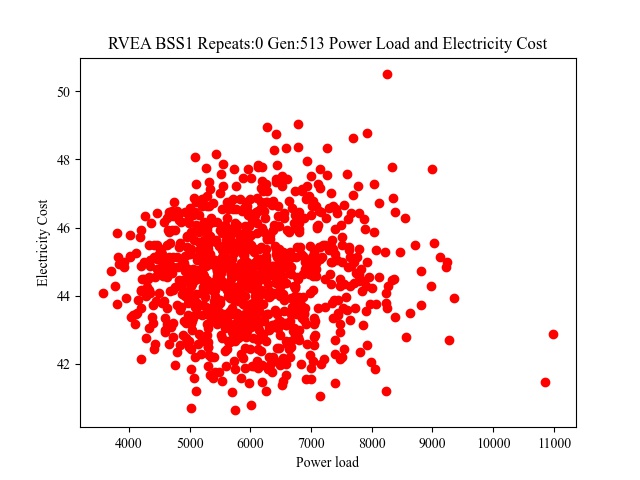 RVEA BSS1 Repeats:0 Gen:513 Power Load and Electricity Cost
Electricity Cost
50
48
46
44
42
4000 5000 6000 7000 8000 9000 10000 11000
Power load